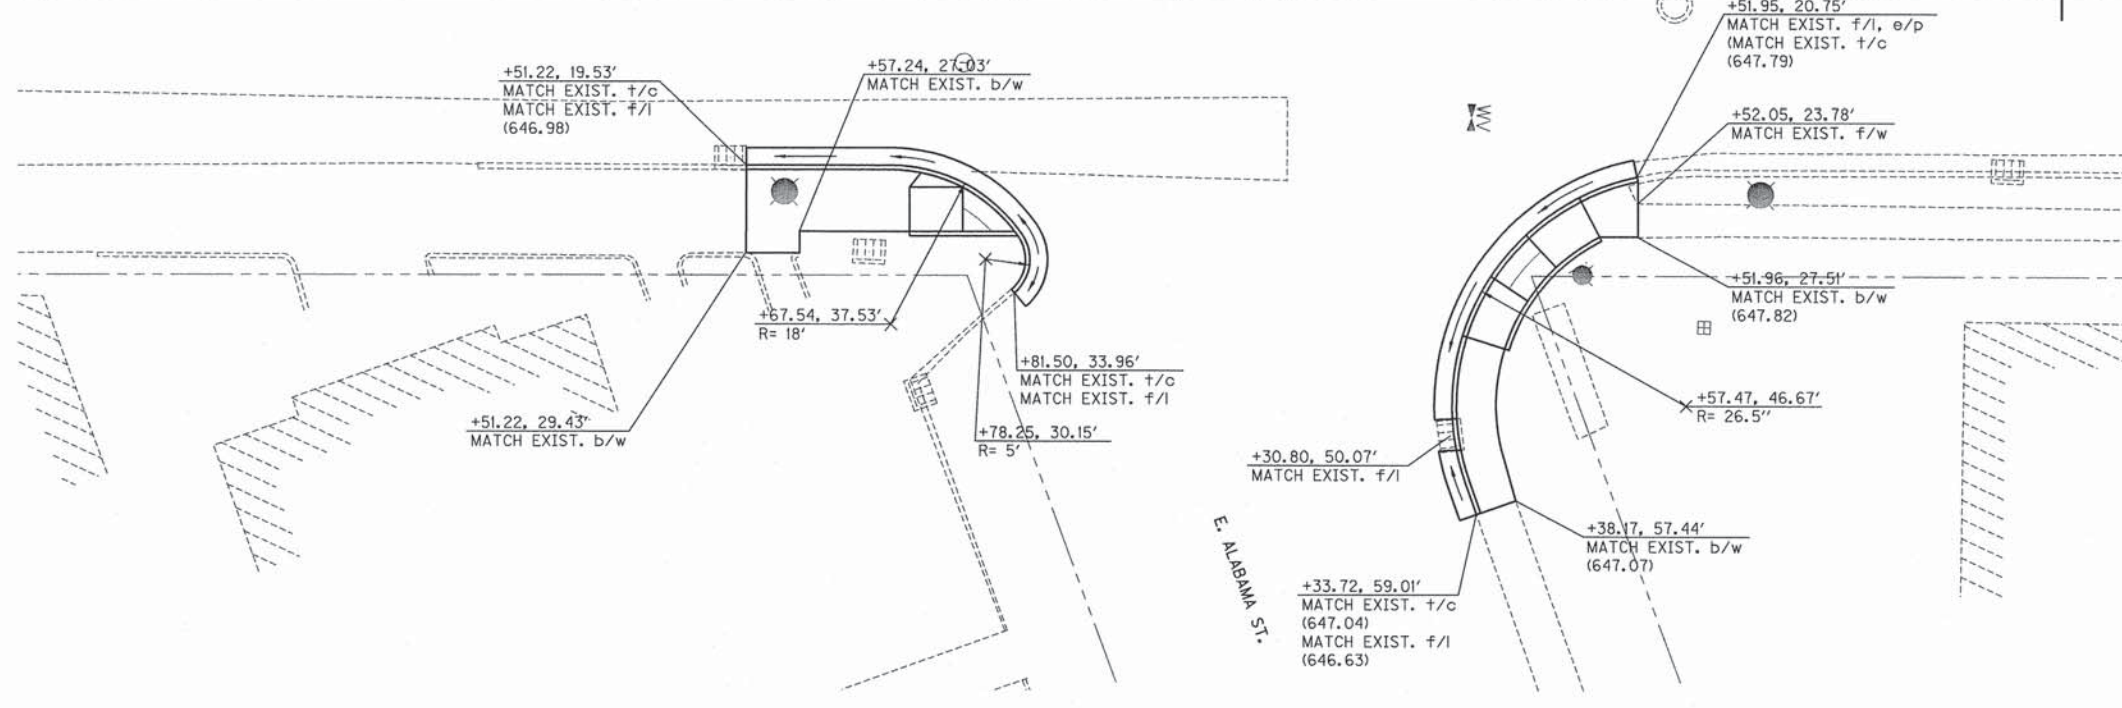 +51.22, 19.53'
MATCH EXIST. t/c
MATCH EXIST. f/l
(646.98)
+57.24, 27.03'
MATCH EXIST. b/w
+51.95, 20.75'
MATCH EXIST. f/l, e/p
(MATCH EXIST. t/c
(647.79)
WV
+52.05, 23.78'
MATCH EXIST. f/w
+51.96, 27.51'
MATCH EXIST. b/w
(647.82)
+67.54, 37.53'
R= 18'
+81.50, 33.96'
MATCH EXIST. t/c
MATCH EXIST. f/l
+57.47, 46.67'
R= 26.5"
+51.22, 29.43'
MATCH EXIST. b/w
+78.25, 30.15'
R= 5'
+30.80, 50.07'
MATCH EXIST. f/l
E. ALABAMA ST.
+38.17, 57.44'
MATCH EXIST. b/w
(647.07)
+33.72, 59.01'
MATCH EXIST. t/c
(647.04)
MATCH EXIST. f/l
(646.63)